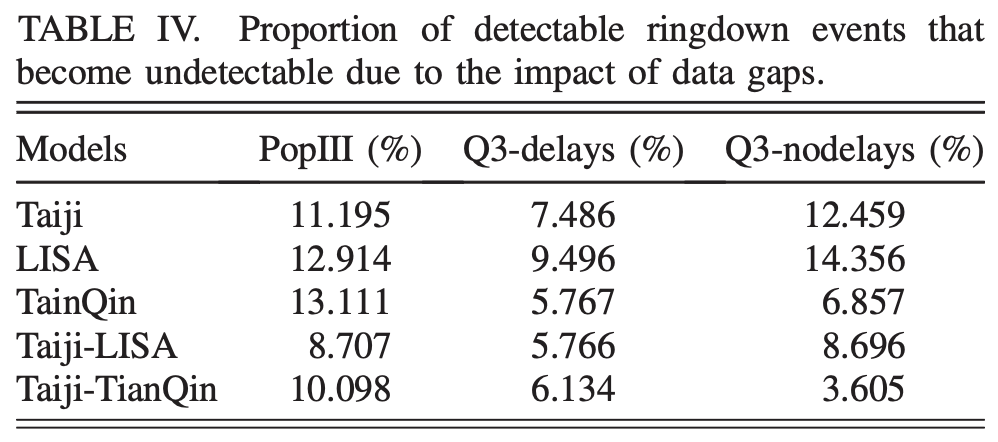 TABLE IV. Proportion of detectable ringdown events that
become undetectable due to the impact of data gaps.
Models PopIII (%) Q3-delays (%) Q3-nodelays (%)
Taiji 11.195 7.486 12.459
LISA 12.914 9.496 14.356
TainQin 13.111 5.767 6.857
Taiji-LISA 8.707 5.766 8.696
Taiji-TianQin 10.098 6.134 3.605